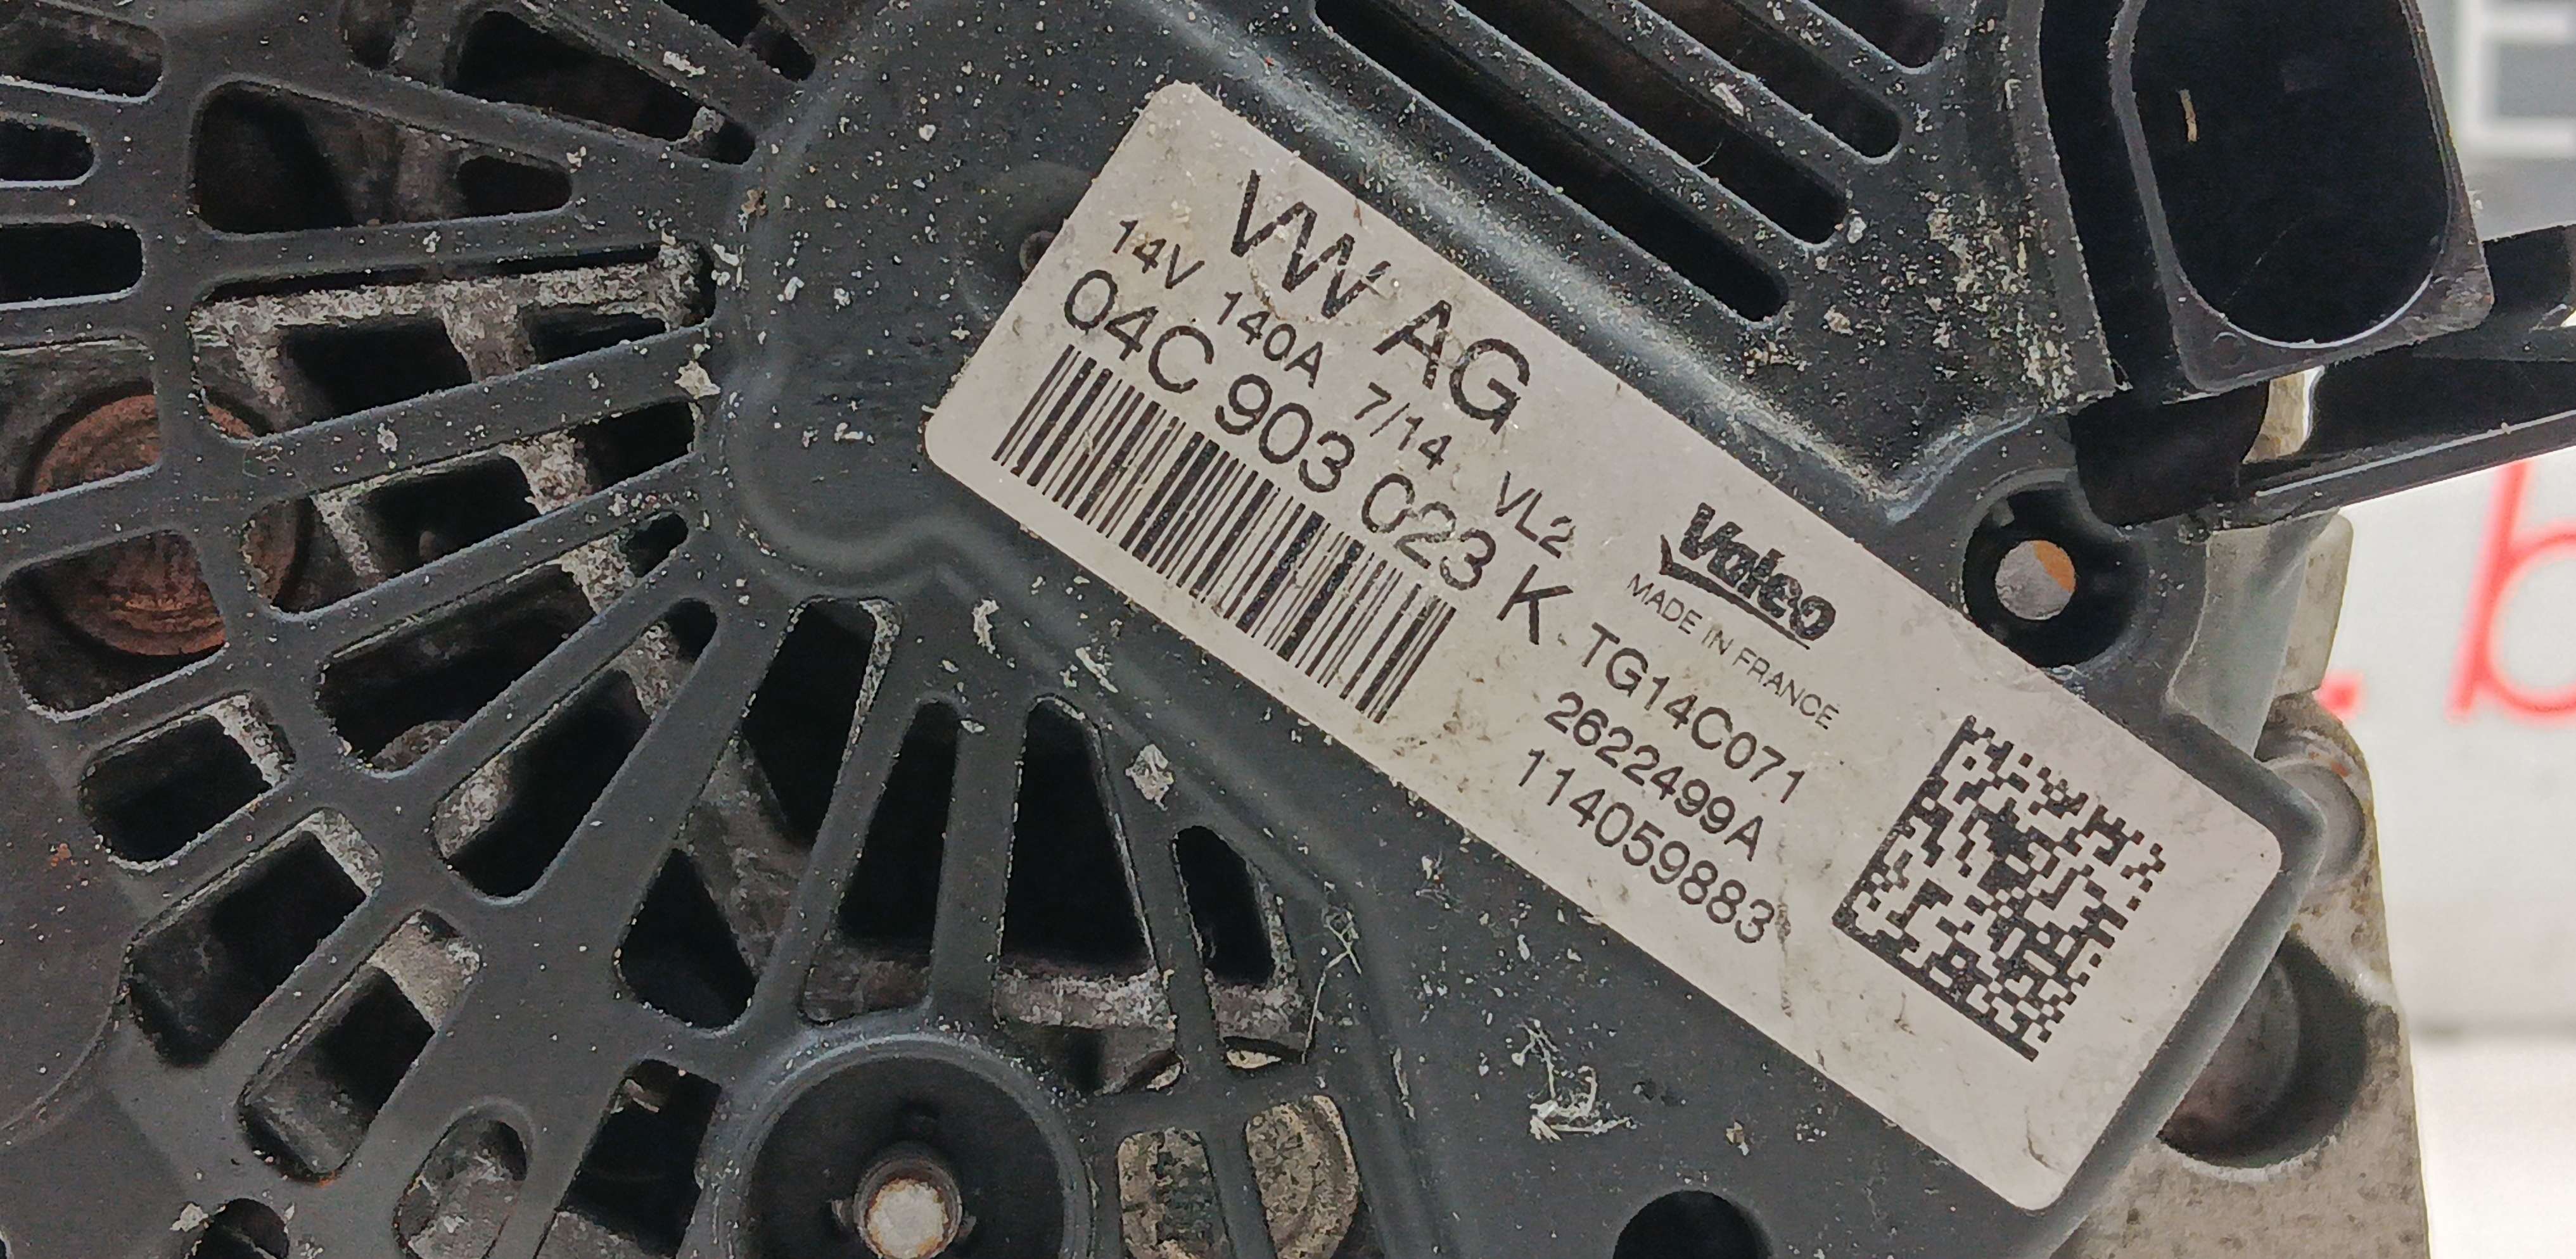 VW AG
14V 140A 7/14 VL2
04C 903 023 K
Valeo
MADE IN FRANCE
TG14C071
2622499A
114059883
. b